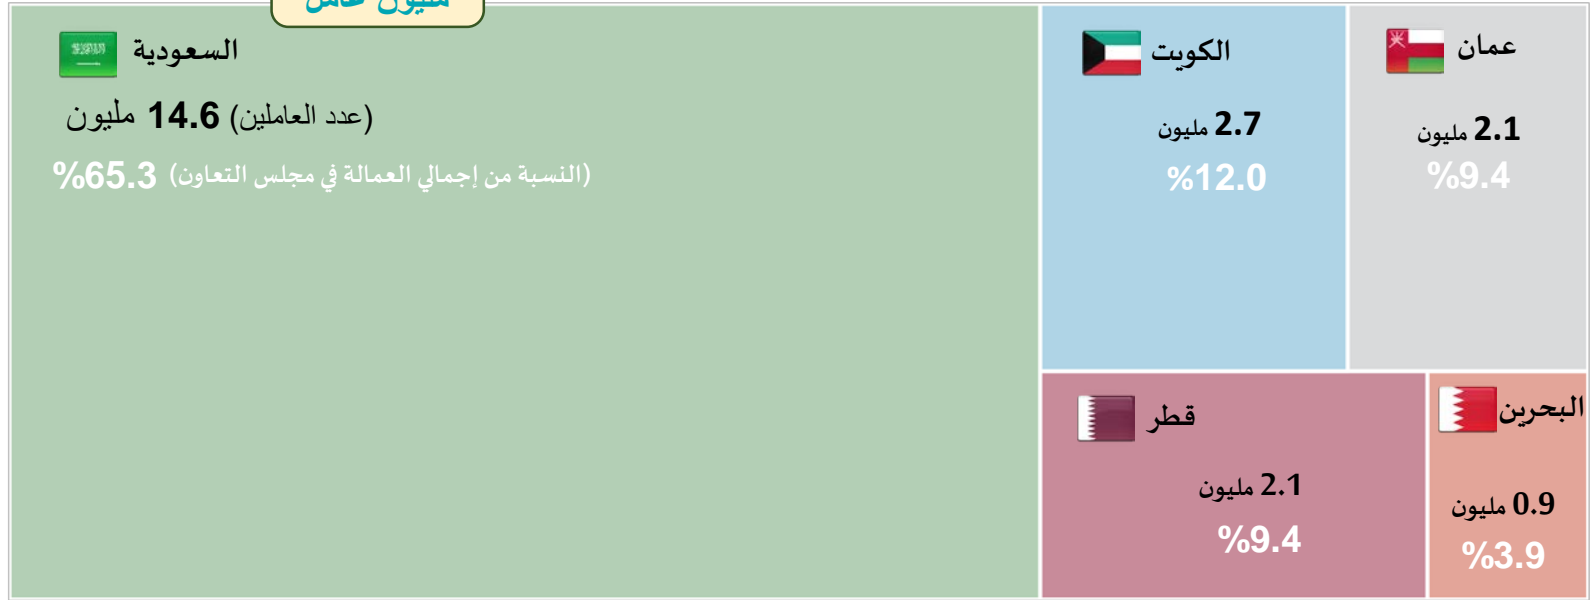 مليون عامل
السعودية
(عدد العاملين) 14.6 مليون
(النسبة من إجمالي العمالة في مجلس التعاون) %65.3
الكويت
2.7 مليون
%12.0
عمان
2.1 مليون
%9.4
قطر
2.1 مليون
%9.4
البحرين
0.9 مليون
%3.9